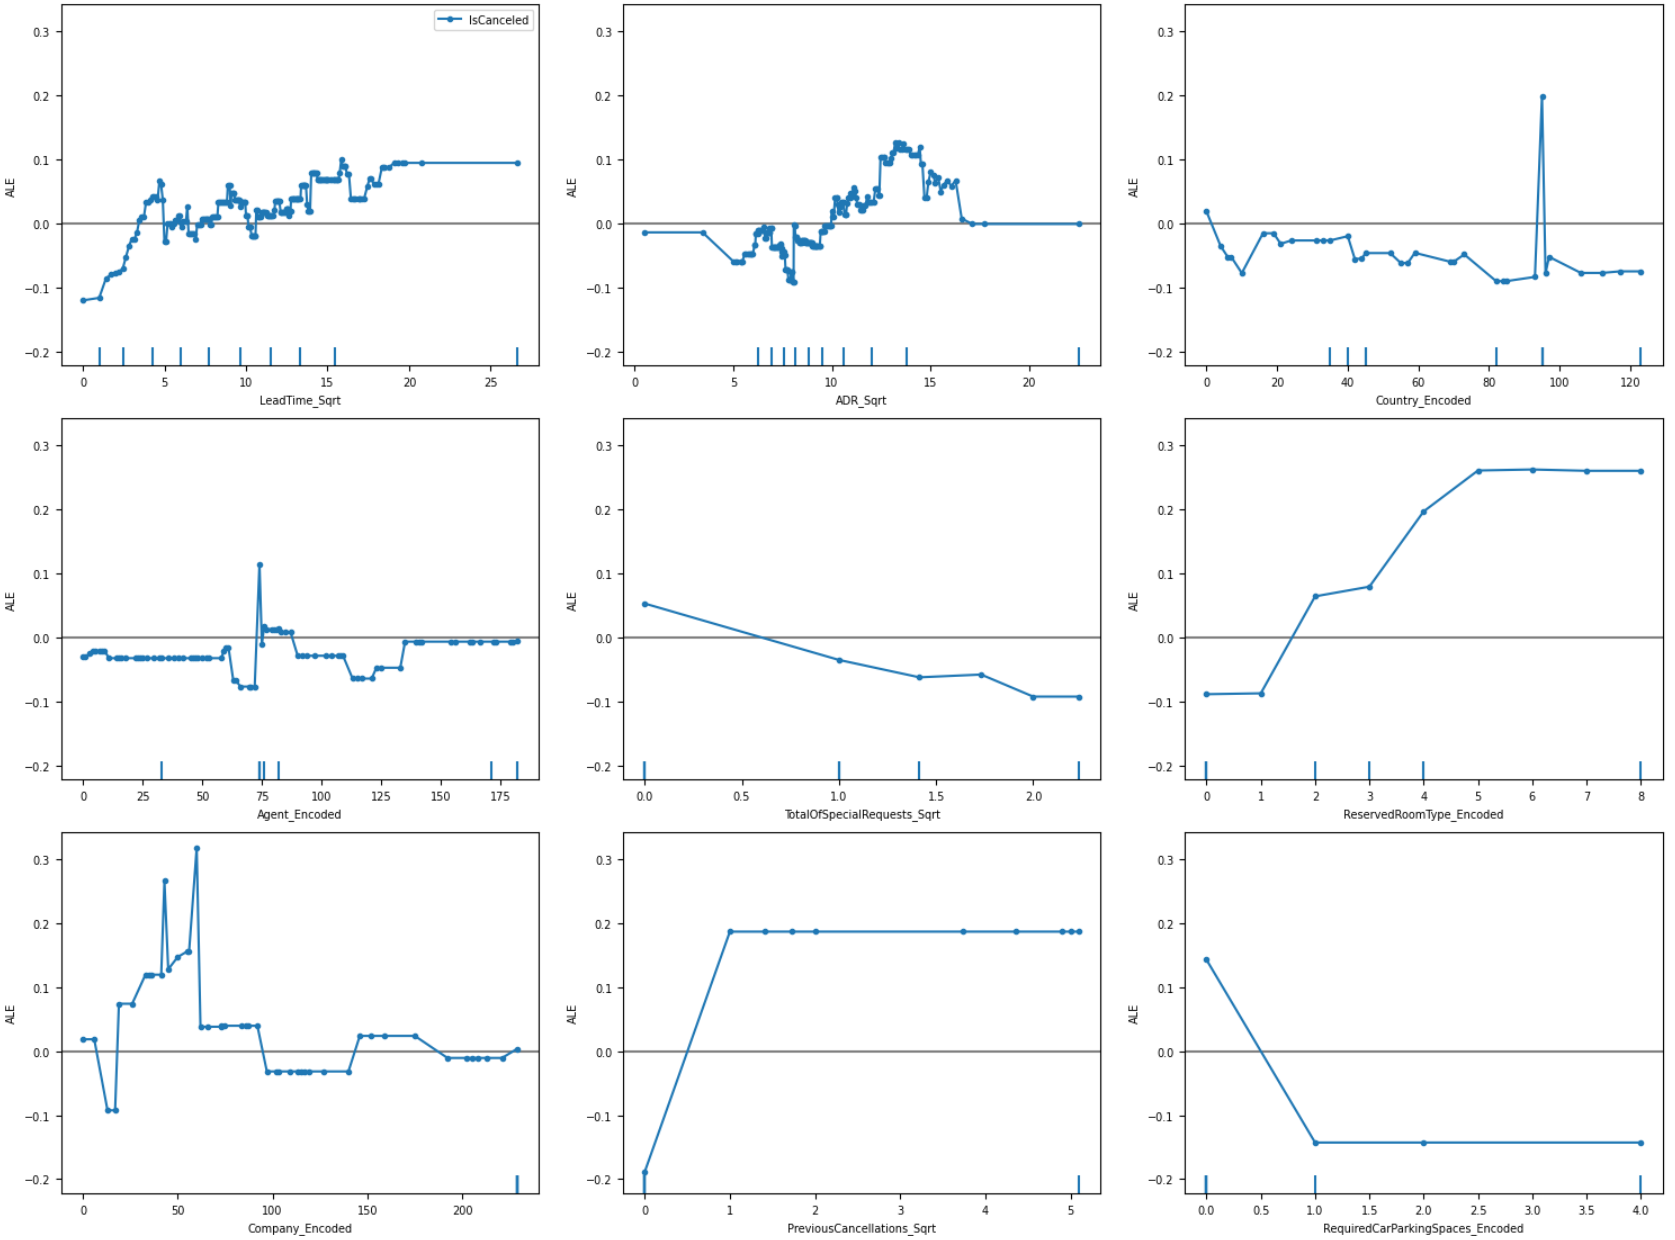 IsCanceled
ALE
0.3
0.2
0.1
0.0
−0.1
−0.2
0 5 10 15 20 25
LeadTime_Sqrt
ALE
0.3
0.2
0.1
0.0
−0.1
−0.2
0 5 10 15 20
ADR_Sqrt
ALE
0.3
0.2
0.1
0.0
−0.1
−0.2
0 20 40 60 80 100 120
Country_Encoded
ALE
0.3
0.2
0.1
0.0
−0.1
−0.2
0 25 50 75 100 125 150 175
Agent_Encoded
ALE
0.3
0.2
0.1
0.0
−0.1
−0.2
0.0 0.5 1.0 1.5 2.0
TotalOfSpecialRequests_Sqrt
ALE
0.3
0.2
0.1
0.0
−0.1
−0.2
0 1 2 3 4 5 6 7 8
ReservedRoomType_Encoded
ALE
0.3
0.2
0.1
0.0
−0.1
−0.2
0 50 100 150 200
Company_Encoded
ALE
0.3
0.2
0.1
0.0
−0.1
−0.2
0 1 2 3 4 5
PreviousCancellations_Sqrt
ALE
0.3
0.2
0.1
0.0
−0.1
−0.2
0.0 0.5 1.0 1.5 2.0 2.5 3.0 3.5 4.0
RequiredCarParkingSpaces_Encoded